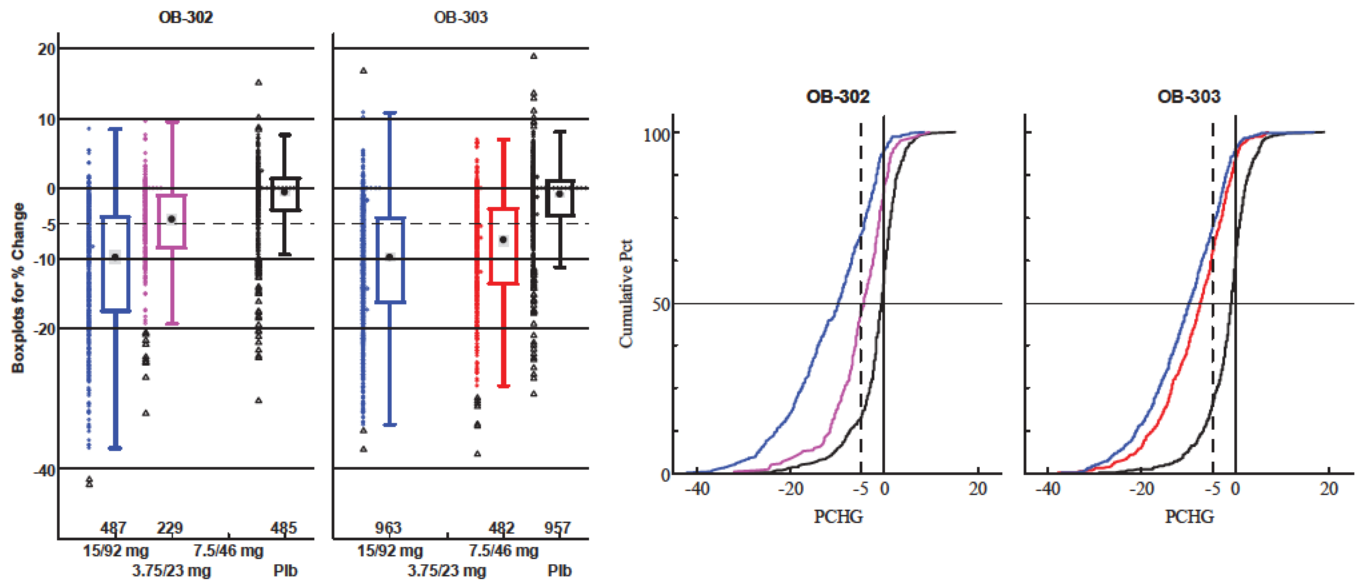 OB-302 OB-303
20
10
0
-5
-10
-20
-40
Boxplots for % Change
487 229 485 963 482 957
15/92 mg 7.5/46 mg 15/92 mg 7.5/46 mg
3.75/23 mg Plb 3.75/23 mg Plb
OB-302 OB-303
100
50
0
Cumulative Pct
-40 -20 -5 0 20 -40 -20 -5 0 20
PCHG PCHG